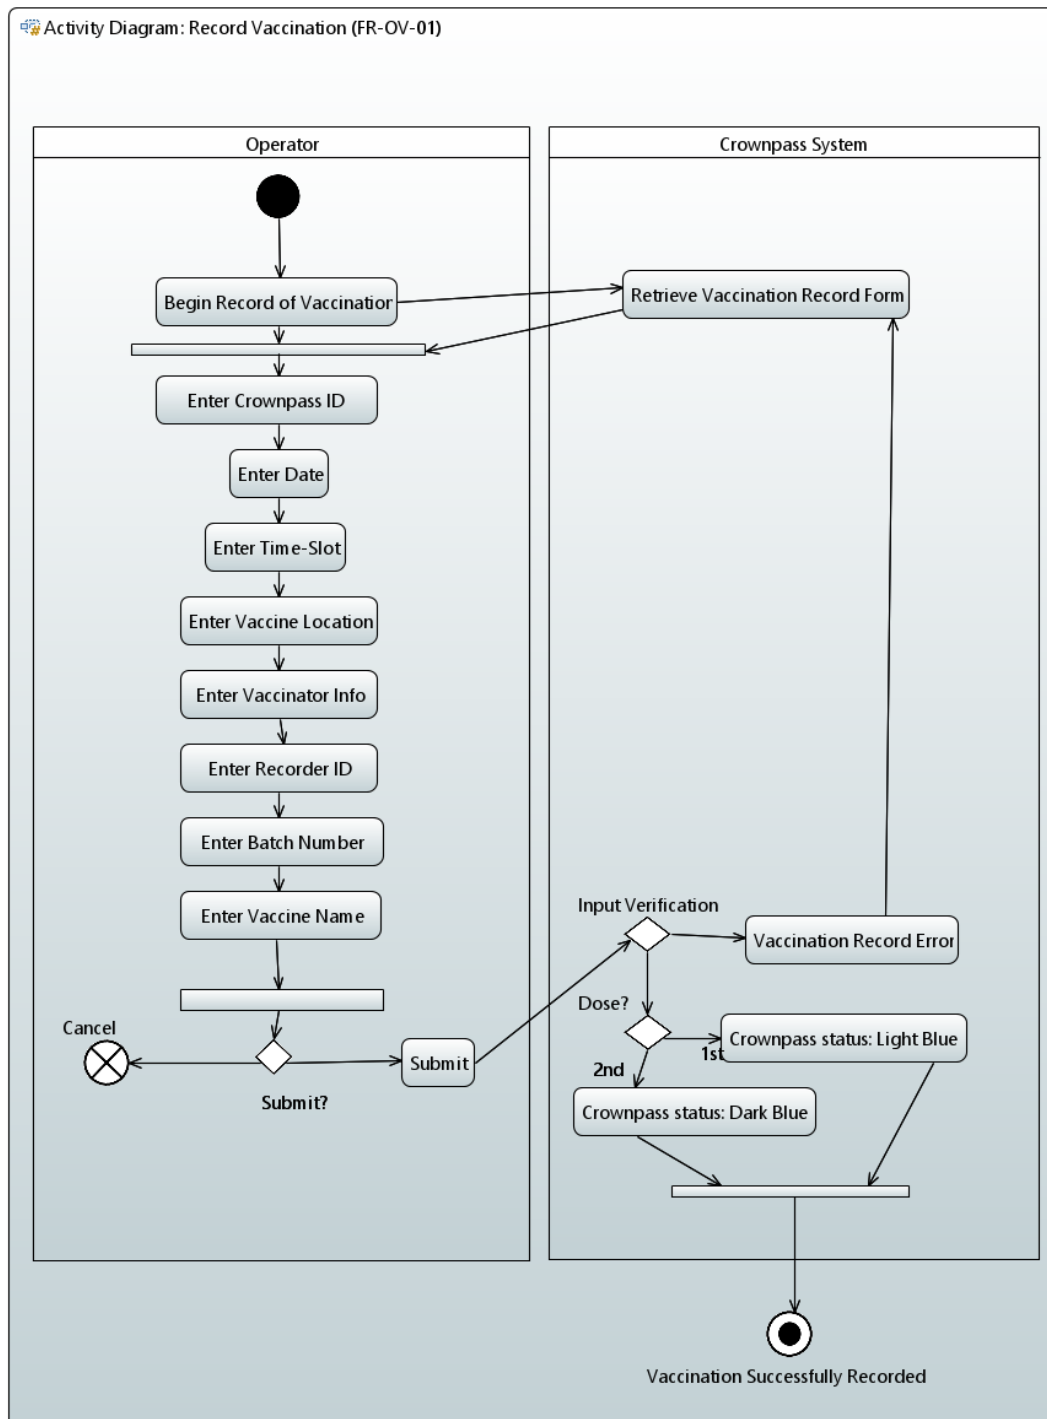 Activity Diagram: Record Vaccination (FR-OV-01)
Operator
Crownpass System
Begin Record of Vaccination
Retrieve Vaccination Record Form
Enter Crownpass ID
Enter Date
Enter Time-Slot
Enter Vaccine Location
Enter Vaccinator Info
Enter Recorder ID
Enter Batch Number
Enter Vaccine Name
Input Verification
Vaccination Record Error
Dose?
Cancel
Crownpass status: Light Blue
1st
Submit
2nd
Submit?
Crownpass status: Dark Blue
Vaccination Successfully Recorded